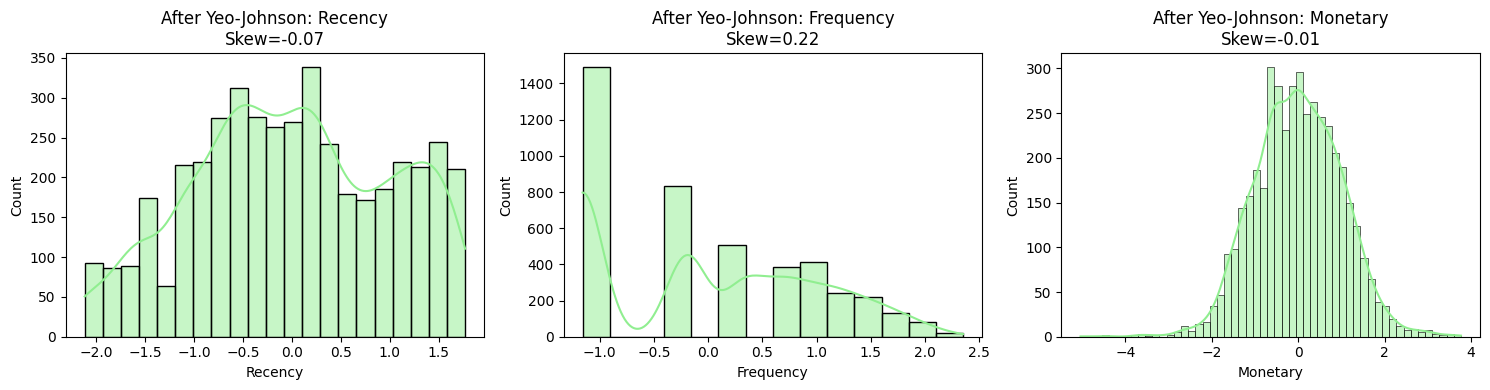 After Yeo-Johnson: Recency
Skew=-0.07
350
300
250
200
150
100
50
0
Count
-2.0 -1.5 -1.0 -0.5 0.0 0.5 1.0 1.5
Recency
After Yeo-Johnson: Frequency
Skew=0.22
1400
1200
1000
800
600
400
200
0
Count
-1.0 -0.5 0.0 0.5 1.0 1.5 2.0 2.5
Frequency
After Yeo-Johnson: Monetary
Skew=-0.01
300
250
200
150
100
50
0
Count
−4 −2 0 2 4
Monetary